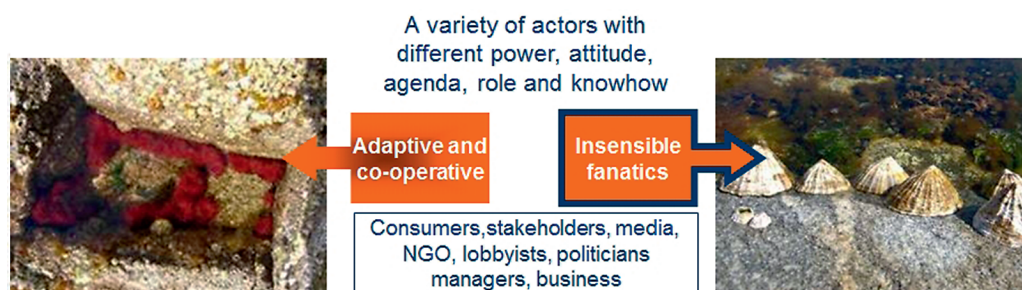 A variety of actors with
different power, attitude,
agenda, role and knowhow
Adaptive and
co-operative
Insensible
fanatics
Consumers,stakeholders, media,
NGO, lobbyists, politicians
managers, business